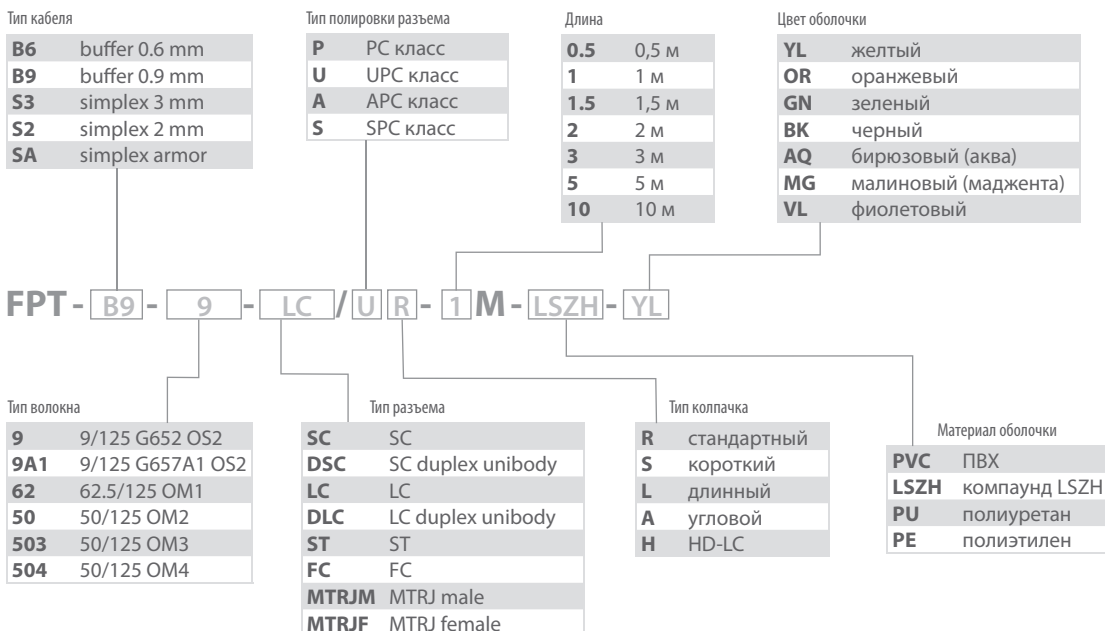 Тип кабеля
B6 buffer 0.6 mm
B9 buffer 0.9 mm
S3 simplex 3 mm
S2 simplex 2 mm
SA simplex armor
Тип полировки разъема
P PC класс
U UPC класс
A APC класс
S SPC класс
Длина
0.5 0,5 м
1 1 м
1.5 1,5 м
2 2 м
3 3 м
5 5 м
10 10 м
Цвет оболочки
YL желтый
OR оранжевый
GN зеленый
BK черный
AQ бирюзовый (аква)
MG малиновый (маджента)
VL фиолетовый
FPT - B9 - 9 - LC / U R - 1 M - LSZH - YL
Тип волокна
9 9/125 G652 OS2
9A1 9/125 G657A1 OS2
62 62.5/125 OM1
50 50/125 OM2
503 50/125 OM3
504 50/125 OM4
Тип разъема
SC SC
DSC SC duplex unibody
LC LC
DLC LC duplex unibody
ST ST
FC FC
MTRJM MTRJ male
MTRJF MTRJ female
Тип колпачка
R стандартный
S короткий
L длинный
A угловой
H HD-LC
Материал оболочки
PVC ПВХ
LSZH компаунд LSZH
PU полиуретан
PE полиэтилен